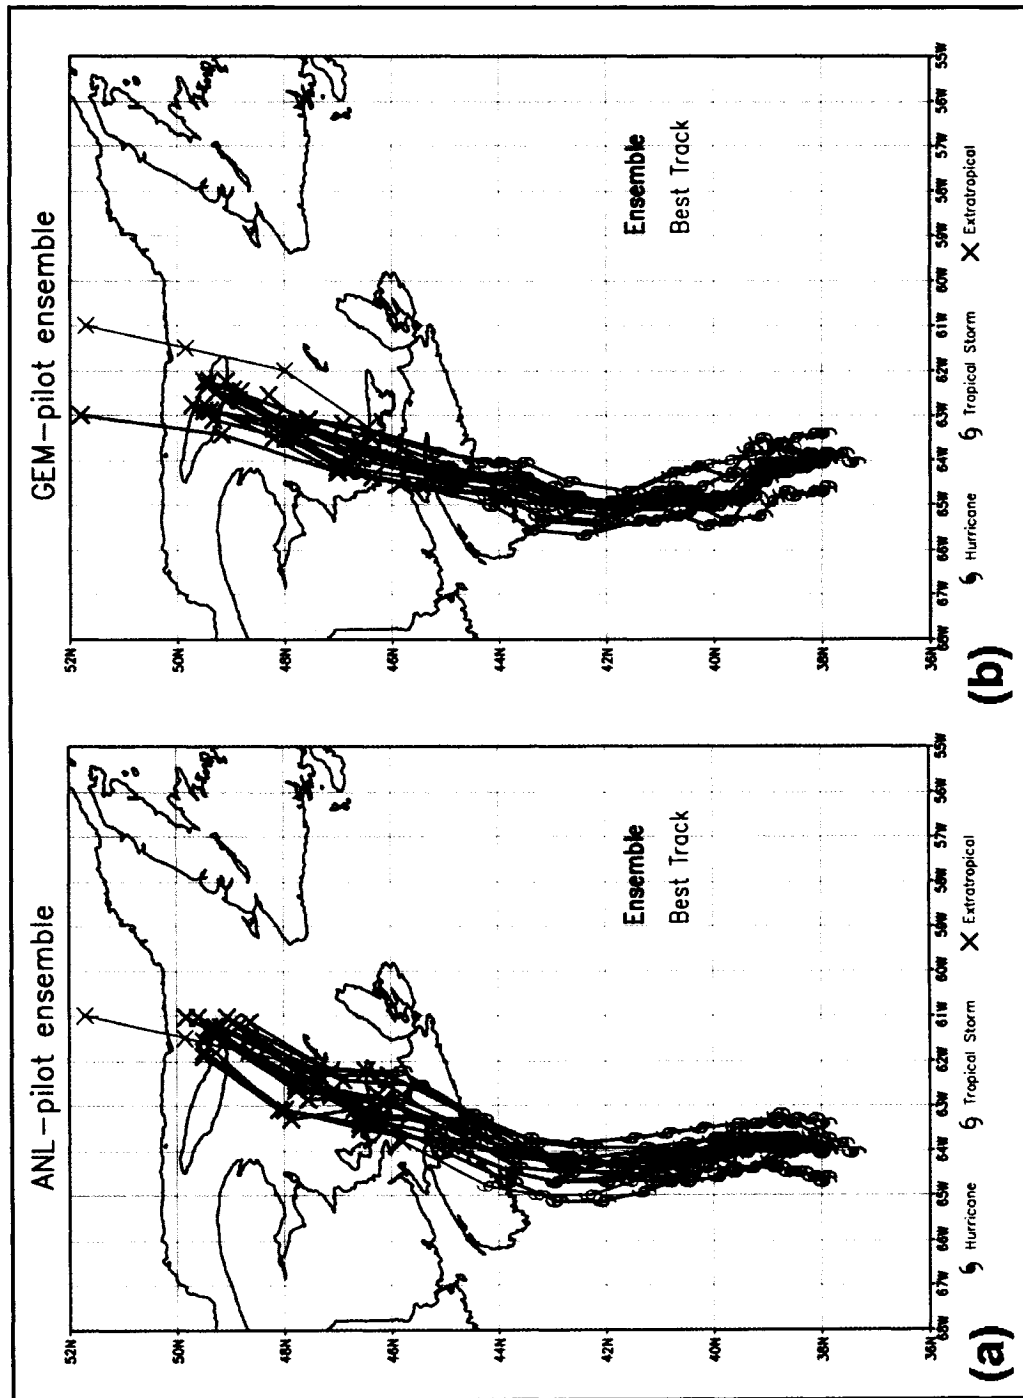 ANL-pilot ensemble
52N
50N
48N
46N
44N
42N
40N
38N
36N
68W 67W 66W 65W 64W 63W 62W 61W 60W 59W 58W 57W 56W 55W
Ensemble
Best Track
Hurricane Tropical Storm Extratropical
(a)
GEM-pilot ensemble
52N
50N
48N
46N
44N
42N
40N
38N
36N
68W 67W 66W 65W 64W 63W 62W 61W 60W 59W 58W 57W 56W 55W
Ensemble
Best Track
Hurricane Tropical Storm Extratropical
(b)